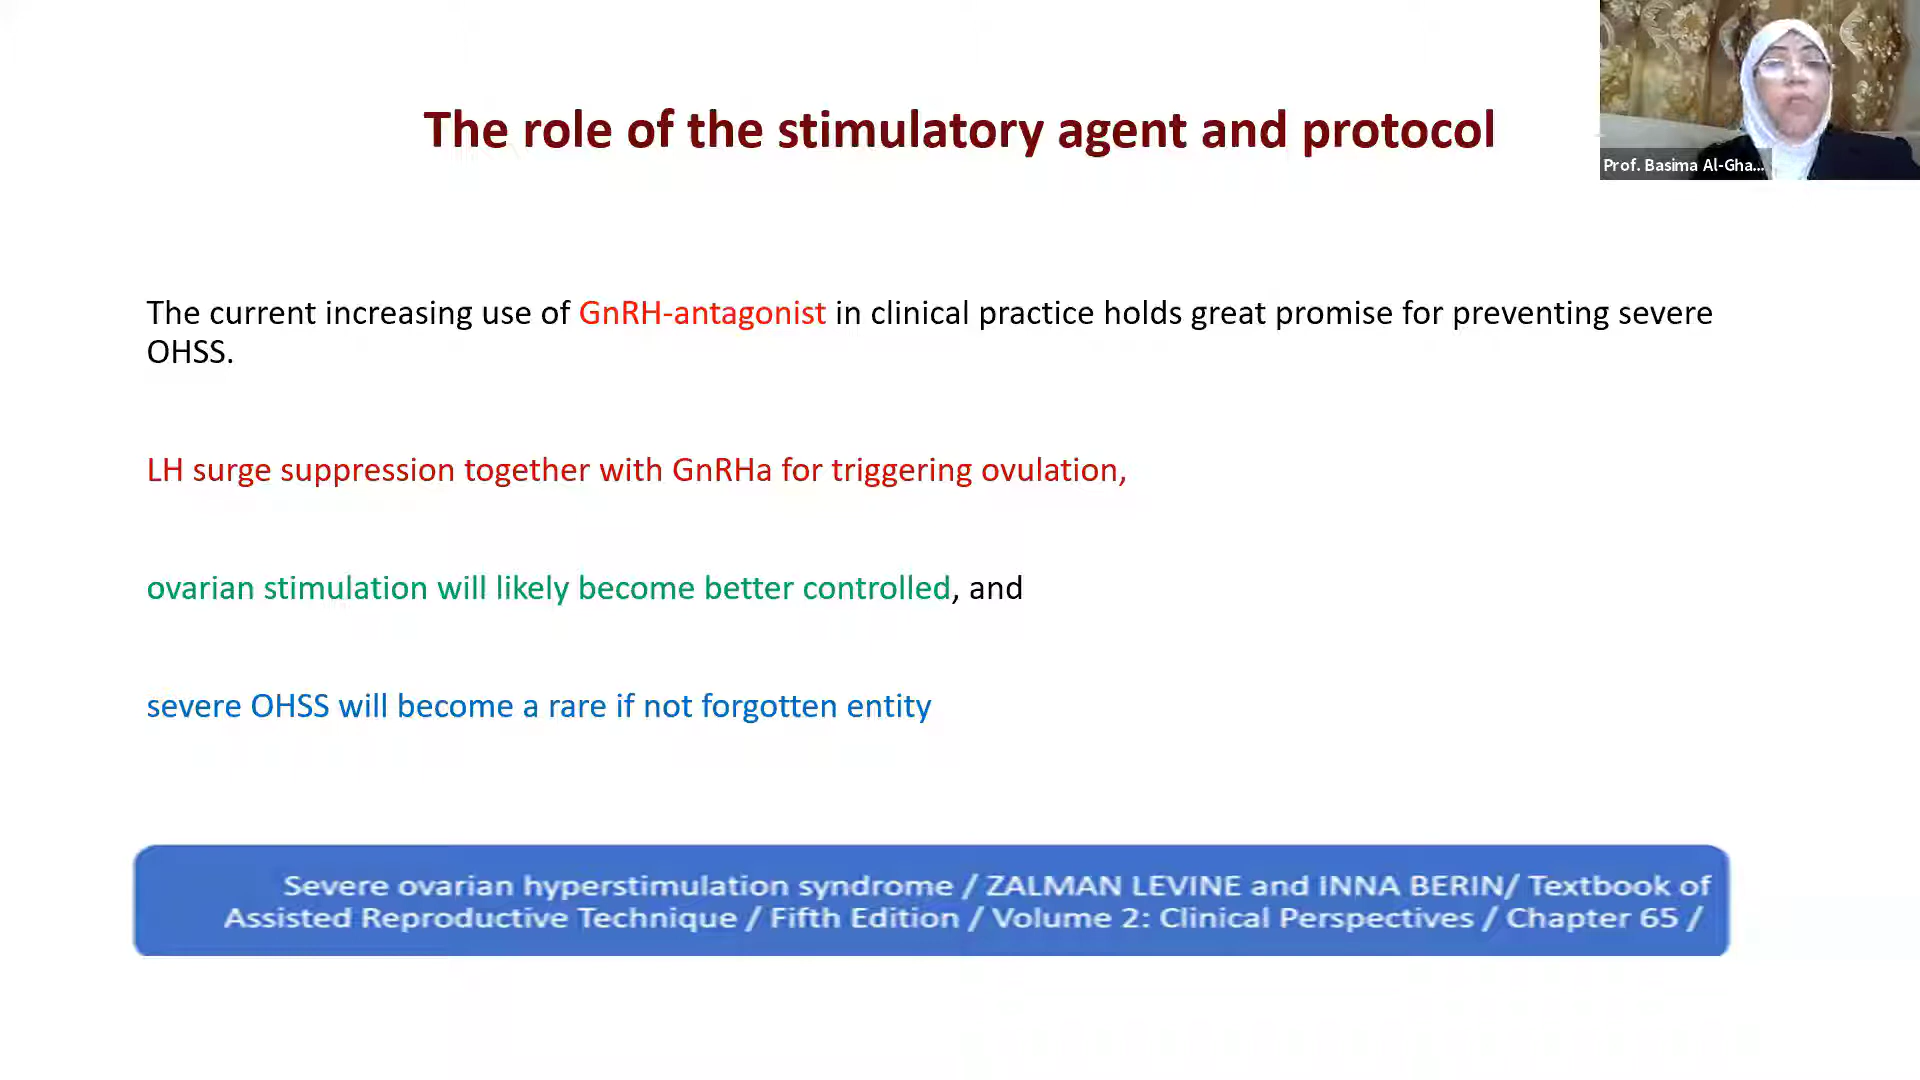 The role of the stimulatory agent and protocol
Prof. Basima Al-Gha...
The current increasing use of GnRH-antagonist in clinical practice holds great promise for preventing severe
OHSS.
LH surge suppression together with GnRHa for triggering ovulation,
ovarian stimulation will likely become better controlled, and
severe OHSS will become a rare if not forgotten entity
Severe ovarian hyperstimulation syndrome / ZALMAN LEVINE and INNA BERIN/ Textbook of
Assisted Reproductive Technique / Fifth Edition / Volume 2: Clinical Perspectives / Chapter 65 /